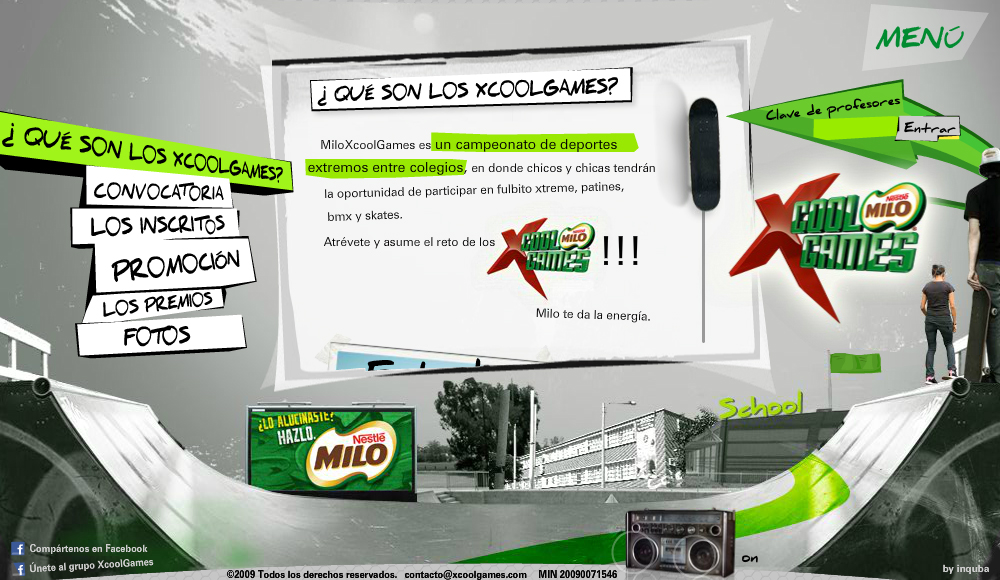 MENÚ
¿ QUÉ SON LOS XCOOLGAMES?
Clave de profesores
Entrar
¿ QUÉ SON LOS XCOOLGAMES?
CONVOCATORIA
LOS INSCRITOS
PROMOCIÓN
LOS PREMIOS
FOTOS
MiloXcoolGames es un campeonato de deportes
extremos entre colegios, en donde chicos y chicas tendrán
la oportunidad de participar en fulbito xtreme, patines,
bmx y skates.
Atrévete y asume el reto de los
XCOOL Nestlé MILO
GAMES !!!
Milo te da la energía.
XCOOL Nestlé MILO
GAMES
School
¿LO ALUCINASTE?
HAZLO.
Nestlé
MILO
on
Compártenos en Facebook
Únete al grupo XcoolGames
©2009 Todos los derechos reservados. contacto@xcoolgames.com MIN 20090071546
by inquba